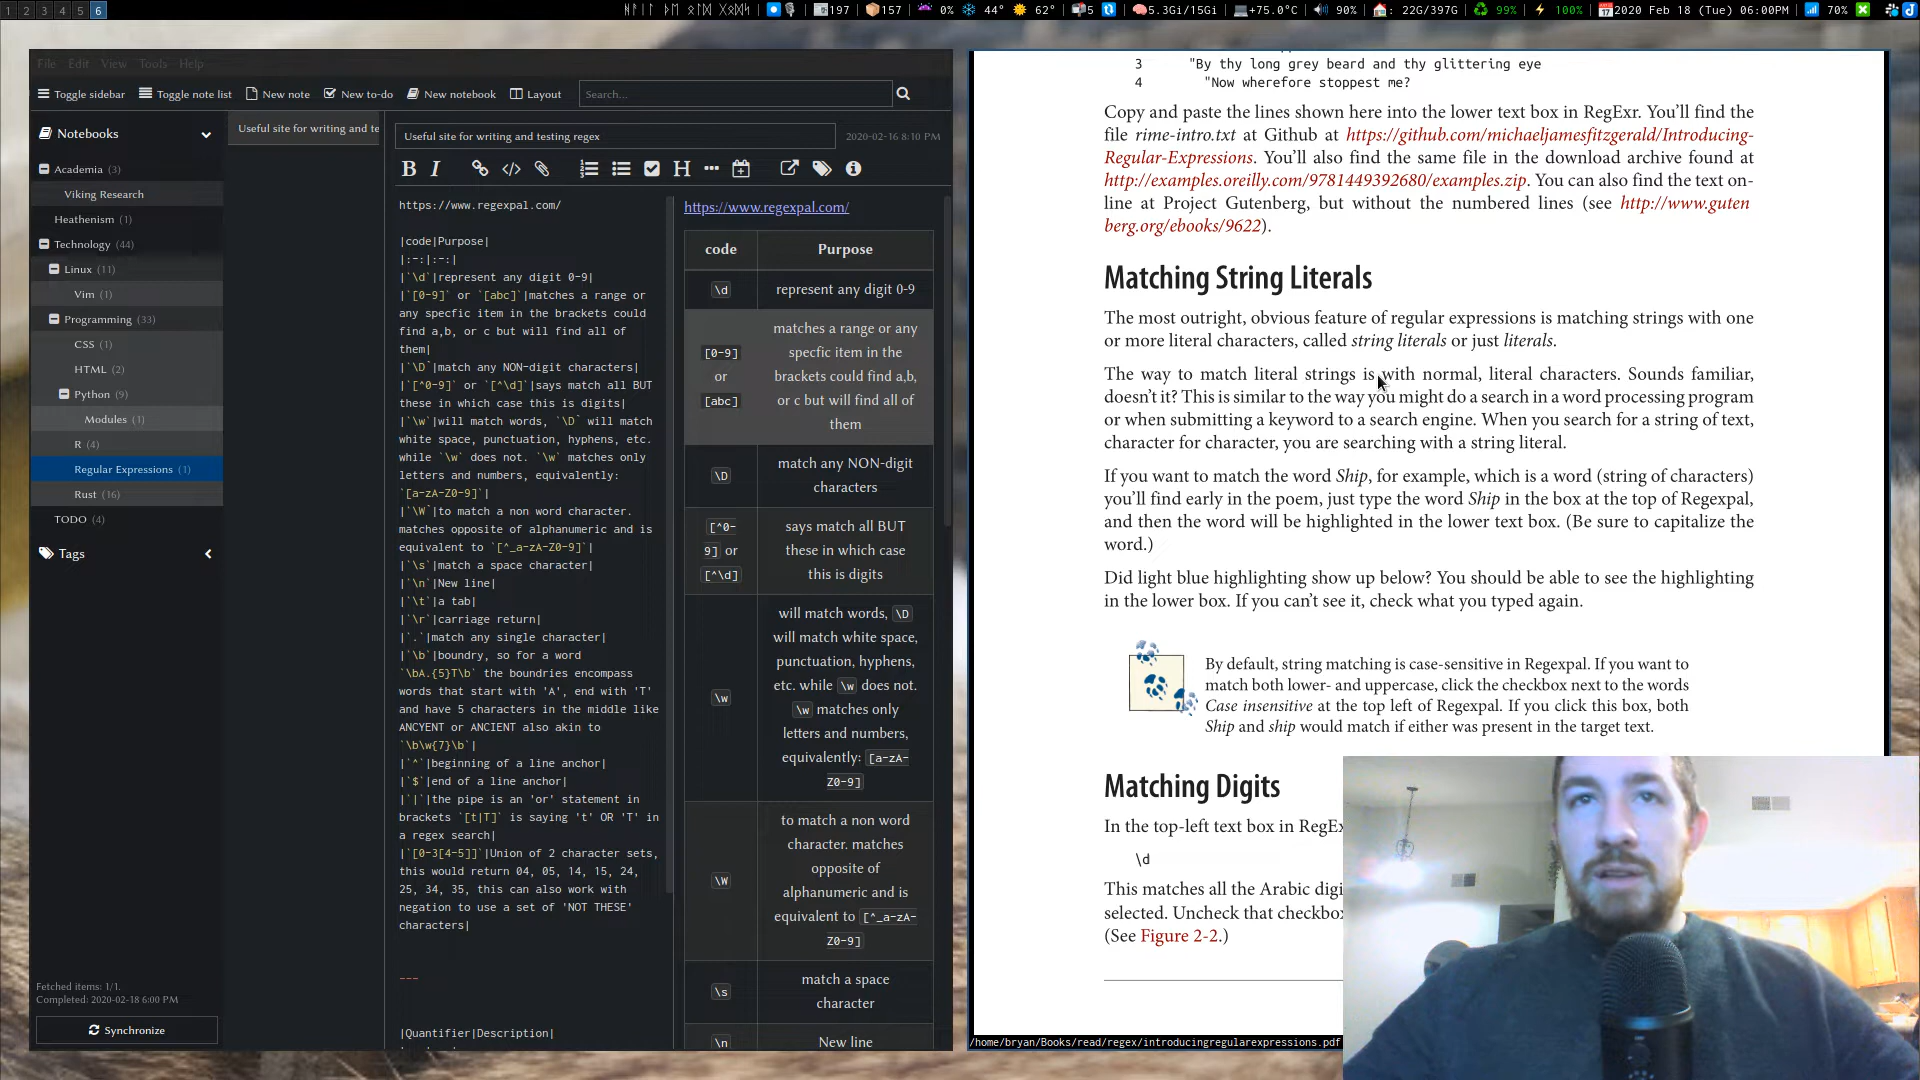 1 2 3 4 5 6
197
157
0%
44°
62°
5
5.3Gi/15Gi
+75.0°C
90%
: 22G/397G
99%
100%
2020 Feb 18 (Tue) 06:00PM
70%
File Edit View Tools Help
Toggle sidebar Toggle note list New note New to-do New notebook Layout Search...
Notebooks
Academia (3)
Viking Research
Heathenism (1)
Technology (44)
Linux (11)
Vim (1)
Programming (33)
CSS (1)
HTML (2)
Python (9)
Modules (1)
R (4)
Regular Expressions (1)
Rust (16)
TODO (4)
Tags
Fetched items: 1/1.
Completed: 2020-02-18 6:00 PM
Synchronize
Useful site for writing and te
Useful site for writing and testing regex
2020-02-16 8:10 PM
B I </> H
https://www.regexpal.com/
|code|Purpose|
|:-:|:-:|
|`\d`|represent any digit 0-9|
|`[0-9]` or `[abc]`|matches a range or
any specfic item in the brackets could
find a,b, or c but will find all of
them|
|`\D`|match any NON-digit characters|
|`[^0-9]` or `[^\d]`|says match all BUT
these in which case this is digits|
|`\w`|will match words, `\D` will match
white space, punctuation, hyphens, etc.
while `\w` does not. `\w` matches only
letters and numbers, equivalently:
`[a-zA-Z0-9]`|
|`\W`|to match a non word character.
matches opposite of alphanumeric and is
equivalent to `[^_a-zA-Z0-9]`|
|`\s`|match a space character|
|`\n`|New line|
|`\t`|a tab|
|`\r`|carriage return|
|`.`|match any single character|
|`\b`|boundry, so for a word
`\bA.{5}T\b` the boundries encompass
words that start with 'A', end with 'T'
and have 5 characters in the middle like
ANCYENT or ANCIENT also akin to
`\b\w{7}\b`|
|`^`|beginning of a line anchor|
|`$`|end of a line anchor|
|`|`|the pipe is an 'or' statement in
brackets `[t|T]` is saying 't' OR 'T' in
a regex search|
|`[0-3[4-5]]`|Union of 2 character sets,
this would return 04, 05, 14, 15, 24,
25, 34, 35, this can also work with
negation to use a set of 'NOT THESE'
characters|
---
|Quantifier|Description|
https://www.regexpal.com/
code Purpose
\d represent any digit 0-9
[0-9]
or
[abc]
matches a range or any
specfic item in the
brackets could find a,b,
or c but will find all of
them
\D
match any NON-digit
characters
[^0-
9] or
[^\d]
says match all BUT
these in which case
this is digits
\w
will match words, \D
will match white space,
punctuation, hyphens,
etc. while \w does not.
\w matches only
letters and numbers,
equivalently: [a-zA-
Z0-9]
\W
to match a non word
character. matches
opposite of
alphanumeric and is
equivalent to [^_a-zA-
Z0-9]
\s
match a space
character
\n New line
3 "By thy long grey beard and thy glittering eye
4 "Now wherefore stoppest me?
Copy and paste the lines shown here into the lower text box in RegExr. You'll find the
file rime-intro.txt at Github at https://github.com/michaeljamesfitzgerald/Introducing-
Regular-Expressions. You'll also find the same file in the download archive found at
http://examples.oreilly.com/9781449392680/examples.zip. You can also find the text on-
line at Project Gutenberg, but without the numbered lines (see http://www.guten
berg.org/ebooks/9622).
Matching String Literals
The most outright, obvious feature of regular expressions is matching strings with one
or more literal characters, called string literals or just literals.
The way to match literal strings is with normal, literal characters. Sounds familiar,
doesn't it? This is similar to the way you might do a search in a word processing program
or when submitting a keyword to a search engine. When you search for a string of text,
character for character, you are searching with a string literal.
If you want to match the word Ship, for example, which is a word (string of characters)
you'll find early in the poem, just type the word Ship in the box at the top of Regexpal,
and then the word will be highlighted in the lower text box. (Be sure to capitalize the
word.)
Did light blue highlighting show up below? You should be able to see the highlighting
in the lower box. If you can't see it, check what you typed again.
By default, string matching is case-sensitive in Regexpal. If you want to
match both lower- and uppercase, click the checkbox next to the words
Case insensitive at the top left of Regexpal. If you click this box, both
Ship and ship would match if either was present in the target text.
Matching Digits
In the top-left text box in RegEx
\d
This matches all the Arabic digi
selected. Uncheck that checkbox
(See Figure 2-2.)
/home/bryan/Books/read/regex/introducingregularexpressions.pdf